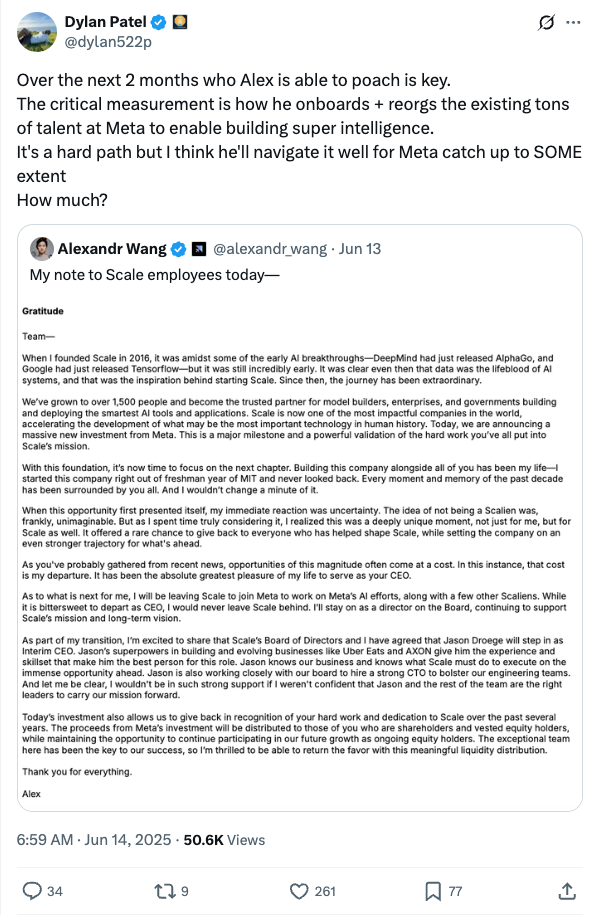 Dylan Patel
@dylan522p
Over the next 2 months who Alex is able to poach is key.
The critical measurement is how he onboards + reorgs the existing tons
of talent at Meta to enable building super intelligence.
It's a hard path but I think he'll navigate it well for Meta catch up to SOME
extent
How much?
Alexandr Wang @alexandr_wang · Jun 13
My note to Scale employees today—
Gratitude
Team—
When I founded Scale in 2016, it was amidst some of the early AI breakthroughs—DeepMind had just released AlphaGo, and
Google had just released Tensorflow—but it was still incredibly early. It was clear even then that data was the lifeblood of AI
systems, and that was the inspiration behind starting Scale. Since then, the journey has been extraordinary.
We've grown to over 1,500 people and become the trusted partner for model builders, enterprises, and governments building
and deploying the smartest AI tools and applications. Scale is now one of the most impactful companies in the world,
accelerating the development of what may be the most important technology in human history. Today, we are announcing a
massive new investment from Meta. This is a major milestone and a powerful validation of the hard work you've all put into
Scale's mission.
With this foundation, it's now time to focus on the next chapter. Building this company alongside all of you has been my life—I
started this company right out of freshman year of MIT and never looked back. Every moment and memory of the past decade
has been surrounded by you all. And I wouldn't change a minute of it.
When this opportunity first presented itself, my immediate reaction was uncertainty. The idea of not being a Scalien was,
frankly, unimaginable. But as I spent time truly considering it, I realized this was a deeply unique moment, not just for me, but for
Scale as well. It offered a rare chance to give back to everyone who has helped shape Scale, while setting the company on an
even stronger trajectory for what's ahead.
As you've probably gathered from recent news, opportunities of this magnitude often come at a cost. In this instance, that cost
is my departure. It has been the absolute greatest pleasure of my life to serve as your CEO.
As to what is next for me, I will be leaving Scale to join Meta to work on Meta's AI efforts, along with a few other Scaliens. While
it is bittersweet to depart as CEO, I would never leave Scale behind. I'll stay on as a director on the Board, continuing to support
Scale's mission and long-term vision.
As part of my transition, I'm excited to share that Scale's Board of Directors and I have agreed that Jason Droege will step in as
Interim CEO. Jason's superpowers in building and evolving businesses like Uber Eats and AXON give him the experience and
skillset that make him the best person for this role. Jason knows our business and knows what Scale must do to execute on the
immense opportunity ahead. Jason is also working closely with our board to hire a strong CTO to bolster our engineering teams.
And let me be clear, I wouldn't be in such strong support if I weren't confident that Jason and the rest of the team are the right
leaders to carry our mission forward.
Today's investment also allows us to give back in recognition of your hard work and dedication to Scale over the past several
years. The proceeds from Meta's investment will be distributed to those of you who are shareholders and vested equity holders,
while maintaining the opportunity to continue participating in our future growth as ongoing equity holders. The exceptional team
here has been the key to our success, so I'm thrilled to be able to return the favor with this meaningful liquidity distribution.
Thank you for everything.
Alex
6:59 AM · Jun 14, 2025 · 50.6K Views
34 9 261 77